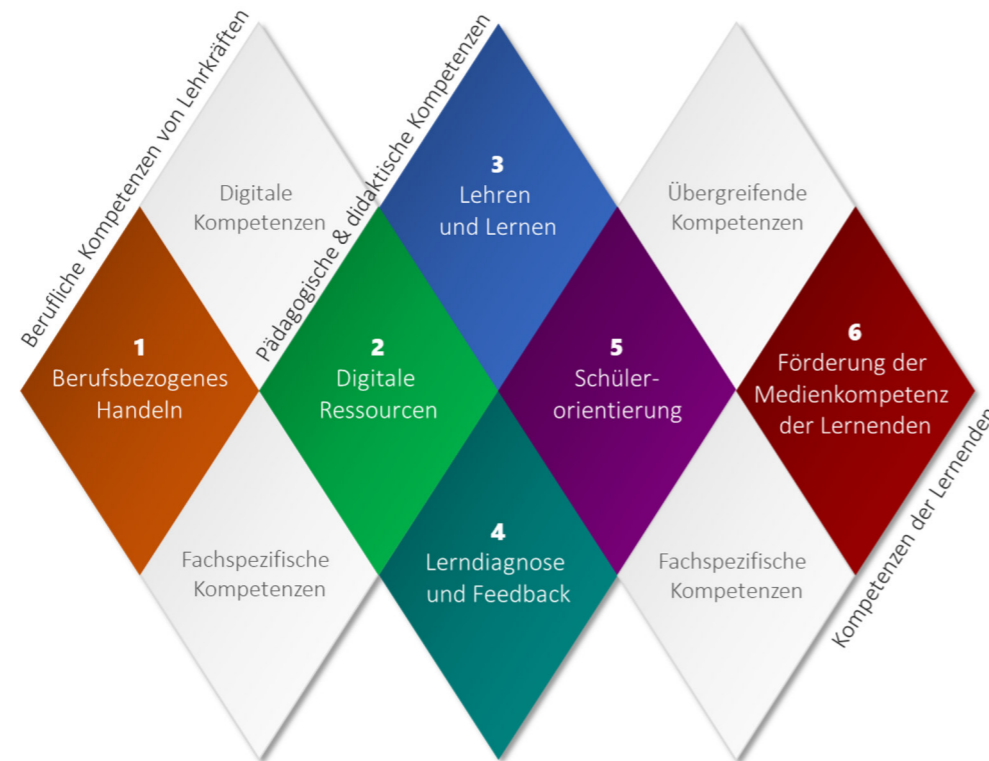 Berufliche Kompetenzen von Lehrkräften
Pädagogische & didaktische Kompetenzen
Digitale
Kompetenzen
3
Lehren
und Lernen
Übergreifende
Kompetenzen
1
Berufsbezogenes
Handeln
2
Digitale
Ressourcen
5
Schüler-
orientierung
6
Förderung der
Medienkompetenz
der Lernenden
Fachspezifische
Kompetenzen
4
Lerndiagnose
und Feedback
Fachspezifische
Kompetenzen
Kompetenzen der Lernenden